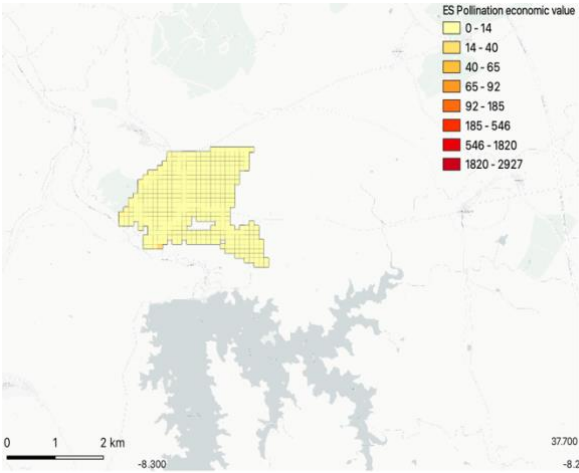 ES Pollination economic value
0 - 14
14 - 40
40 - 65
65 - 92
92 - 185
185 - 546
546 - 1820
1820 - 2927
0 1 2 km
37.700
-8.300
-8.2